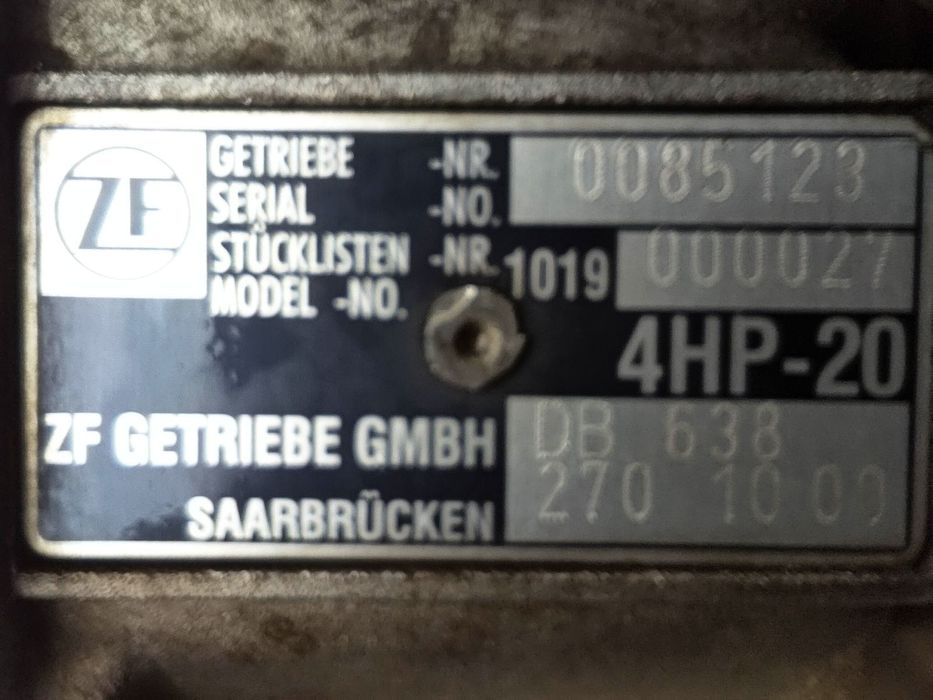 ZF
GETRIEBE -NR. 0085123
SERIAL -NO.
STÜCKLISTEN -NR. 1019 000027
MODEL -NO.
4HP-20
ZF GETRIEBE GMBH DB 638
SAARBRÜCKEN 270 10 00